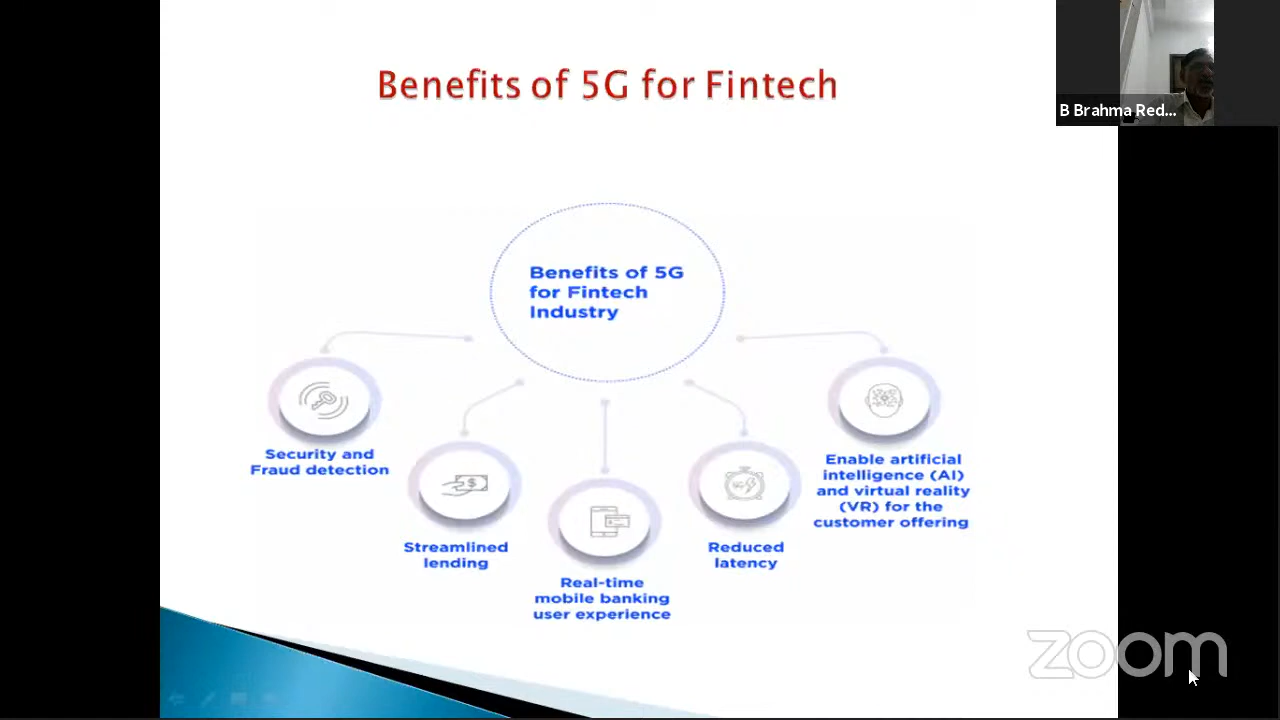 Benefits of 5G for Fintech
B Brahma Red...
Benefits of 5G
for Fintech
Industry
Security and
Fraud detection
Streamlined
lending
Real-time
mobile banking
user experience
Reduced
latency
Enable artificial
intelligence (AI)
and virtual reality
(VR) for the
customer offering
zoom